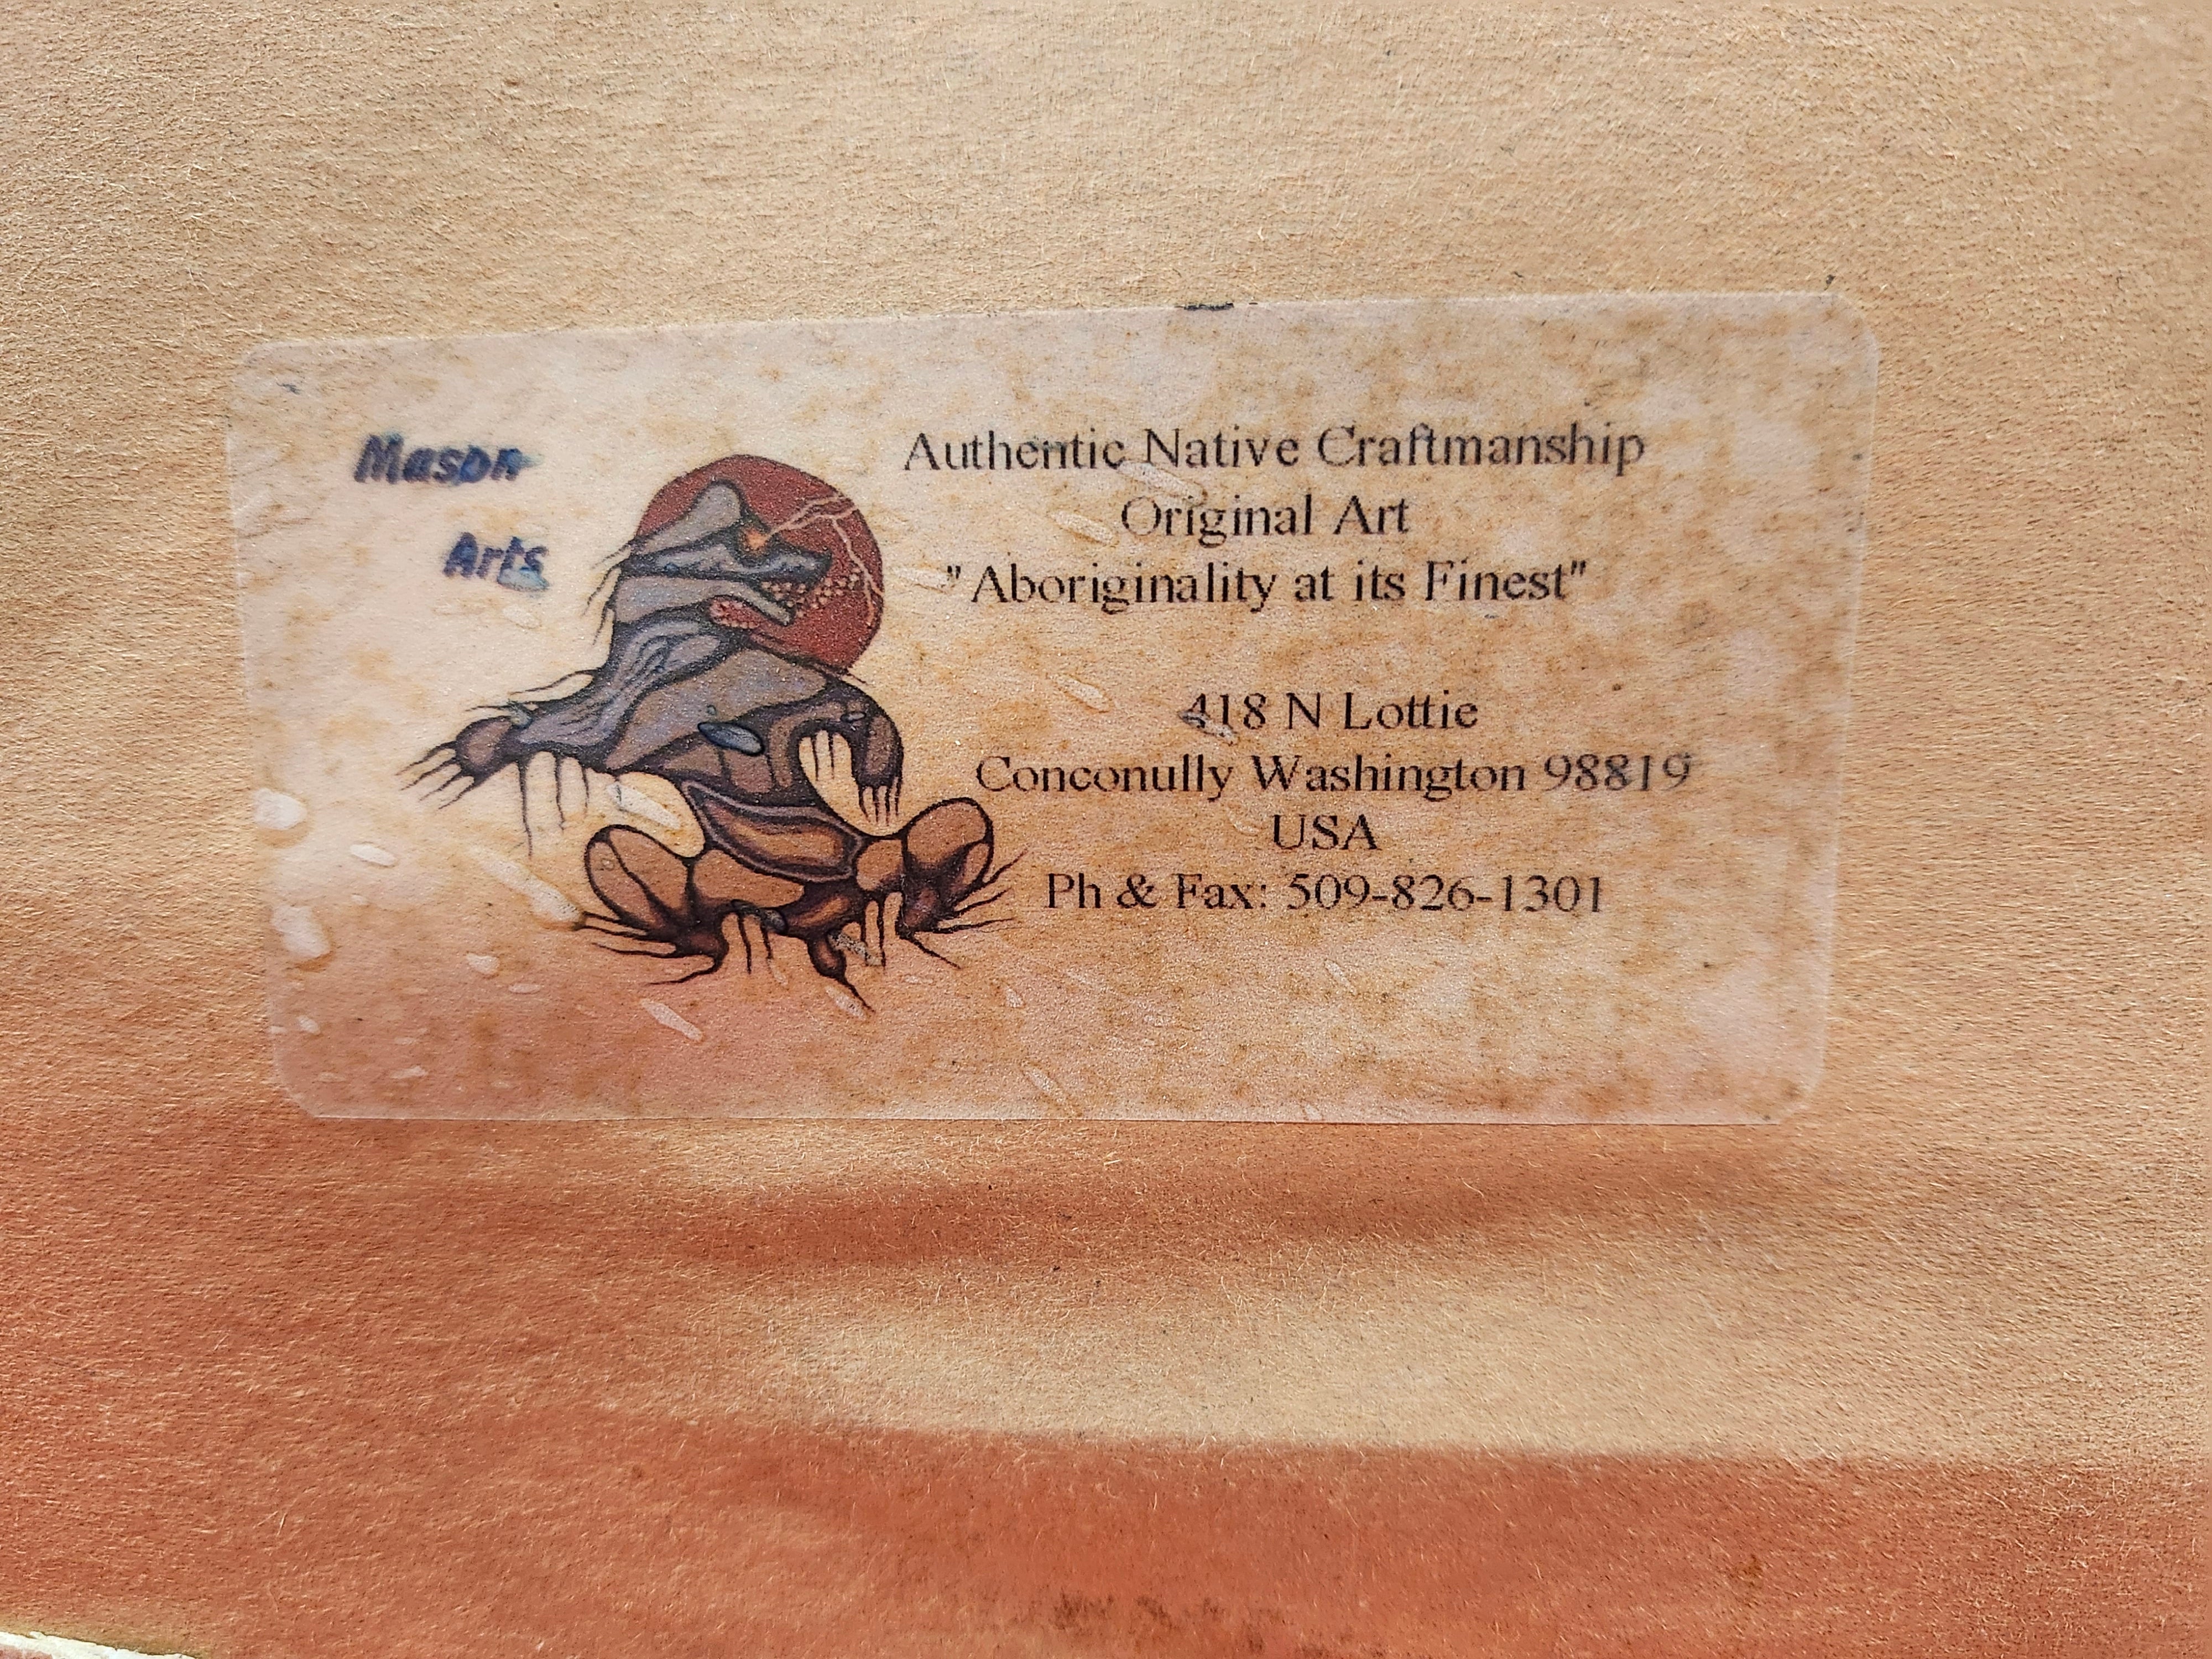 Mason
Arts
Authentic Native Craftmanship
Original Art
"Aboriginality at its Finest"
418 N Lottie
Conconully Washington 98819
USA
Ph & Fax: 509-826-1301